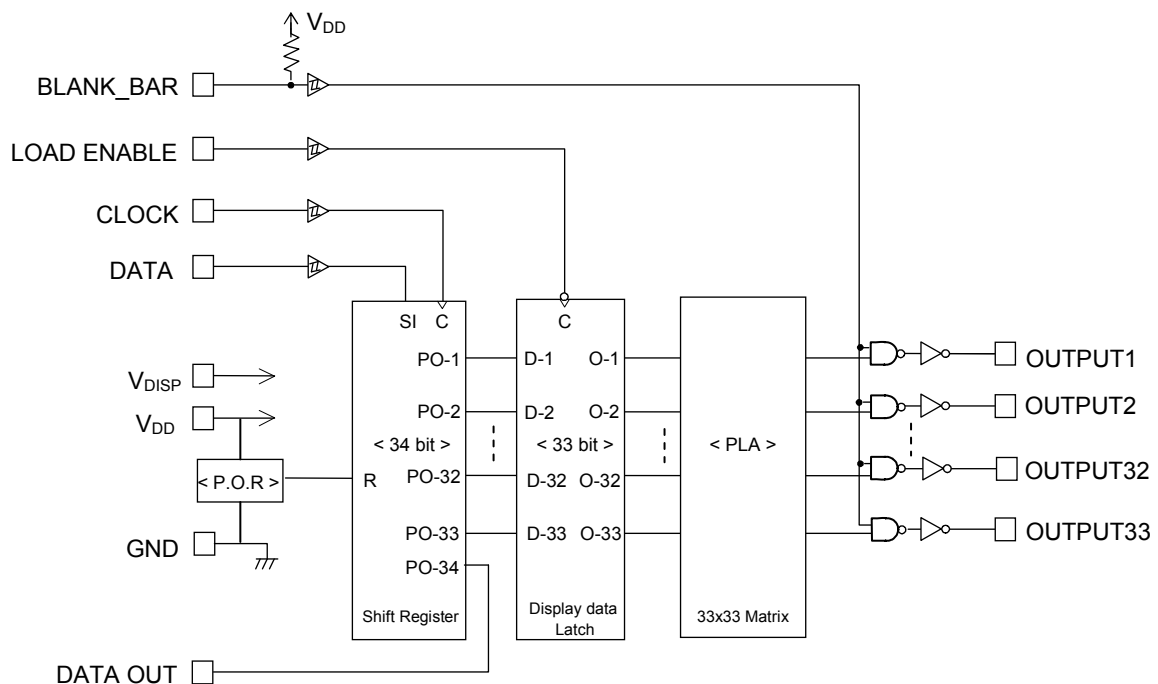 VDD
BLANK_BAR
LOAD ENABLE
CLOCK
DATA
SI C
C
PO-1 D-1 O-1 OUTPUT1
VDISP
PO-2 D-2 O-2 OUTPUT2
VDD
< 34 bit > < 33 bit > < PLA >
< P.O.R > R PO-32 D-32 O-32 OUTPUT32
PO-33 D-33 O-33 OUTPUT33
GND
PO-34
Shift Register
Display data
Latch
33x33 Matrix
DATA OUT